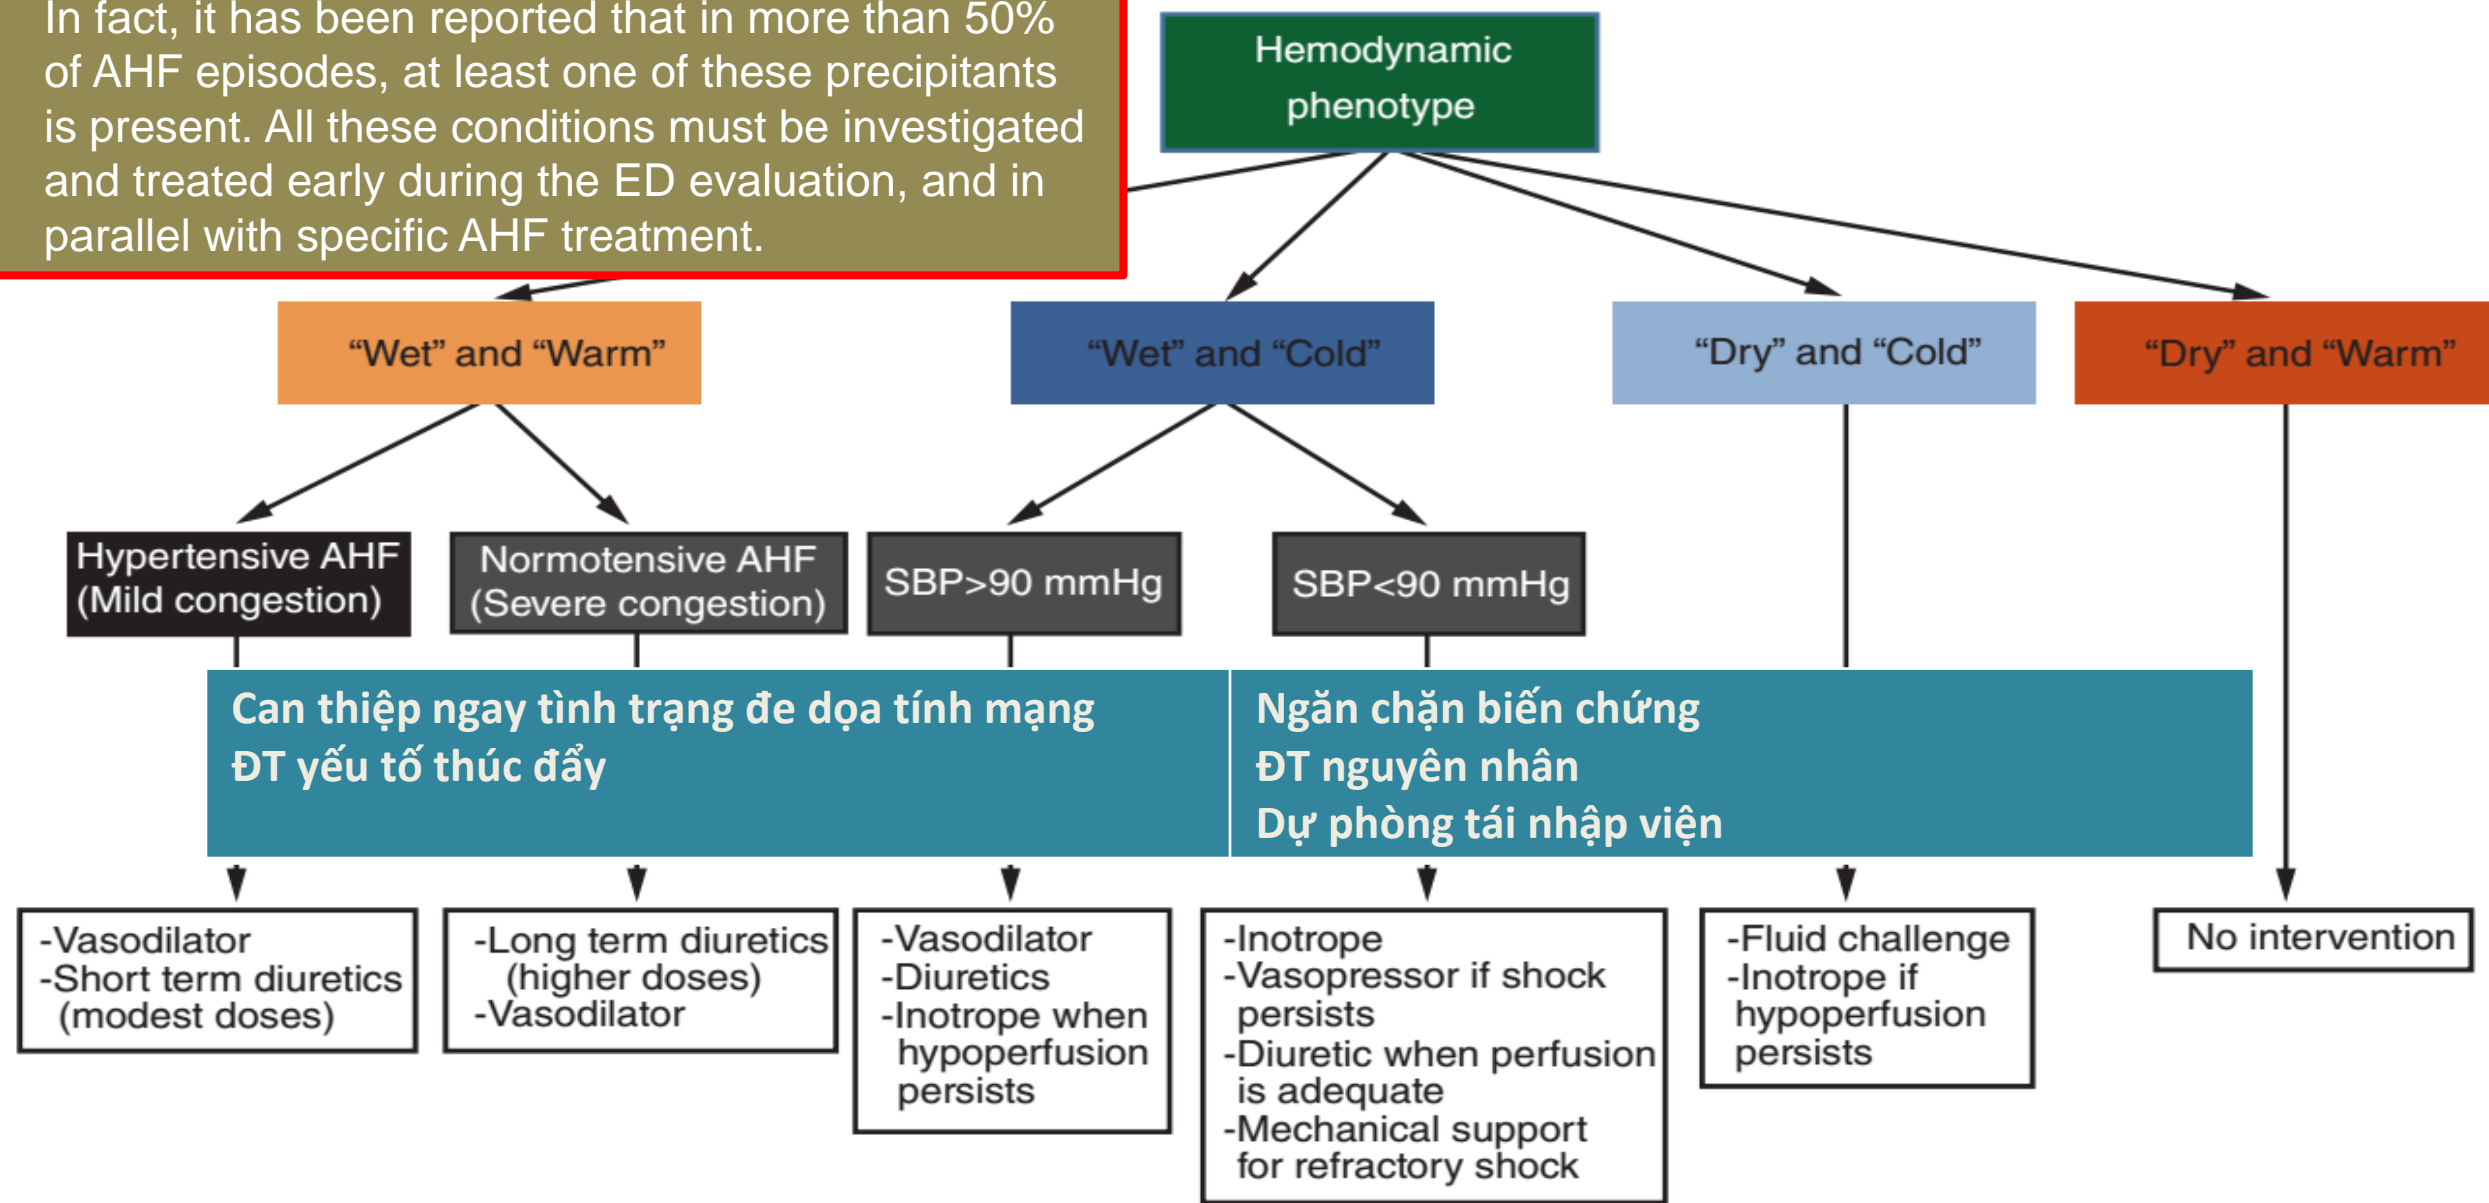 In fact, it has been reported that in more than 50%
of AHF episodes, at least one of these precipitants
is present. All these conditions must be investigated
and treated early during the ED evaluation, and in
parallel with specific AHF treatment.
Hemodynamic
phenotype
“Wet” and “Warm”
“Wet” and “Cold”
“Dry” and “Cold”
“Dry” and “Warm”
Hypertensive AHF
(Mild congestion)
Normotensive AHF
(Severe congestion)
SBP>90 mmHg
SBP<90 mmHg
Can thiệp ngay tình trạng đe dọa tính mạng
ĐT yếu tố thúc đẩy
Ngăn chặn biến chứng
ĐT nguyên nhân
Dự phòng tái nhập viện
-Vasodilator
-Short term diuretics
(modest doses)
-Long term diuretics
(higher doses)
-Vasodilator
-Vasodilator
-Diuretics
-Inotrope when
hypoperfusion
persists
-Inotrope
-Vasopressor if shock
persists
-Diuretic when perfusion
is adequate
-Mechanical support
for refractory shock
-Fluid challenge
-Inotrope if
hypoperfusion
persists
No intervention